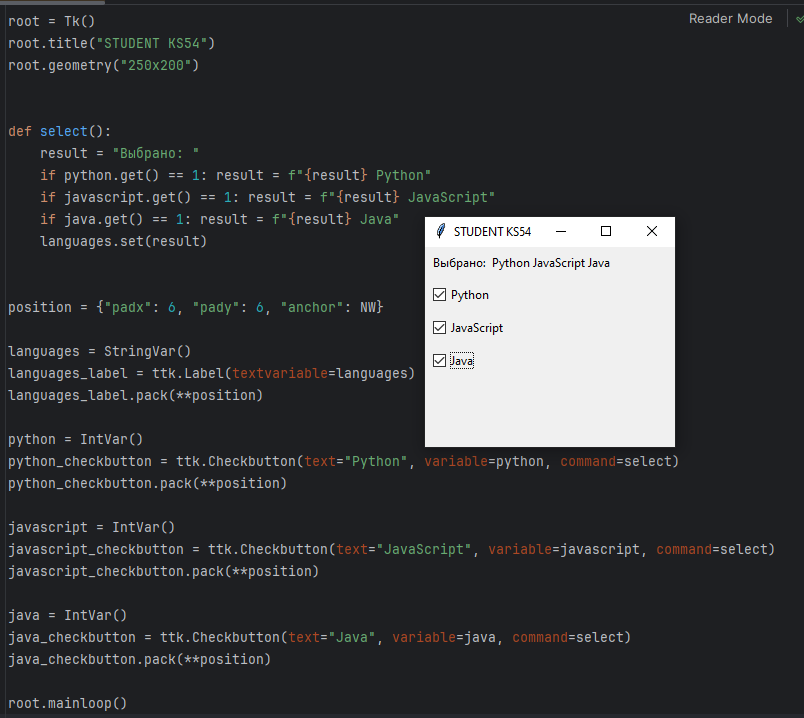 Reader Mode
root = Tk()
root.title("STUDENT KS54")
root.geometry("250x200")
def select():
    result = "Выбрано: "
    if python.get() == 1: result = f"{result} Python"
    if javascript.get() == 1: result = f"{result} JavaScript"
    if java.get() == 1: result = f"{result} Java"
    languages.set(result)
position = {"padx": 6, "pady": 6, "anchor": NW}
languages = StringVar()
languages_label = ttk.Label(textvariable=languages)
languages_label.pack(**position)
python = IntVar()
python_checkbutton = ttk.Checkbutton(text="Python", variable=python, command=select)
python_checkbutton.pack(**position)
javascript = IntVar()
javascript_checkbutton = ttk.Checkbutton(text="JavaScript", variable=javascript, command=select)
javascript_checkbutton.pack(**position)
java = IntVar()
java_checkbutton = ttk.Checkbutton(text="Java", variable=java, command=select)
java_checkbutton.pack(**position)
root.mainloop()
STUDENT KS54
Выбрано:  Python JavaScript Java
Python
JavaScript
Java